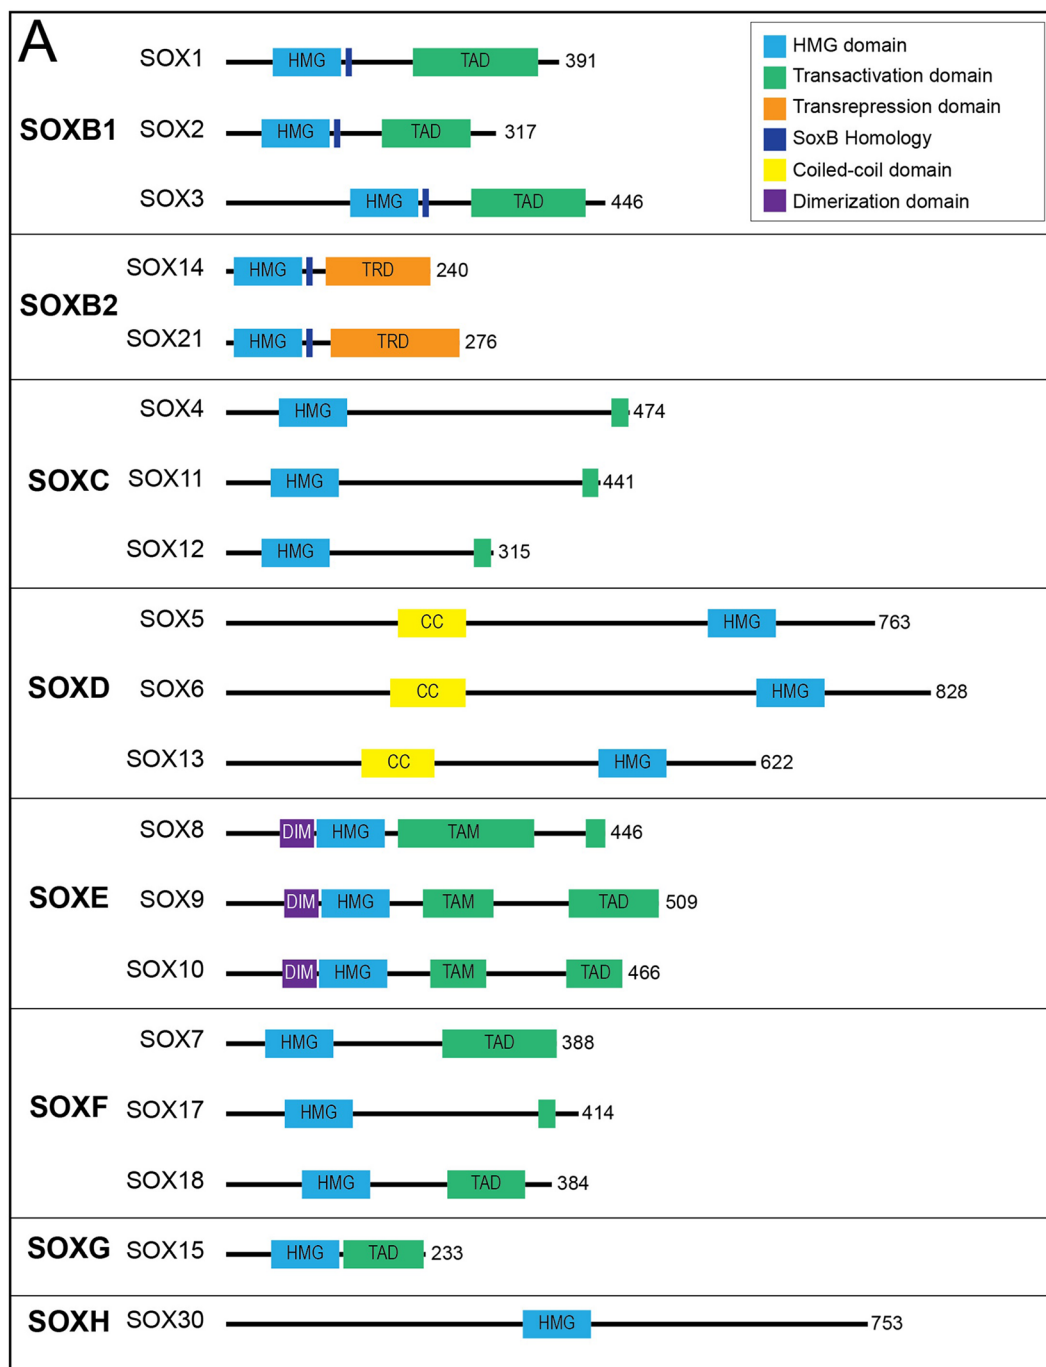 A
HMG domain
Transactivation domain
Transrepression domain
SoxB Homology
Coiled-coil domain
Dimerization domain
SOXB1
SOX1 HMG TAD 391
SOX2 HMG TAD 317
SOX3 HMG TAD 446
SOXB2
SOX14 HMG TRD 240
SOX21 HMG TRD 276
SOXC
SOX4 HMG 474
SOX11 HMG 441
SOX12 HMG 315
SOXD
SOX5 CC HMG 763
SOX6 CC HMG 828
SOX13 CC HMG 622
SOXE
SOX8 DIM HMG TAM 446
SOX9 DIM HMG TAM TAD 509
SOX10 DIM HMG TAM TAD 466
SOXF
SOX7 HMG TAD 388
SOX17 HMG 414
SOX18 HMG TAD 384
SOXG SOX15 HMG TAD 233
SOXH SOX30 HMG 753